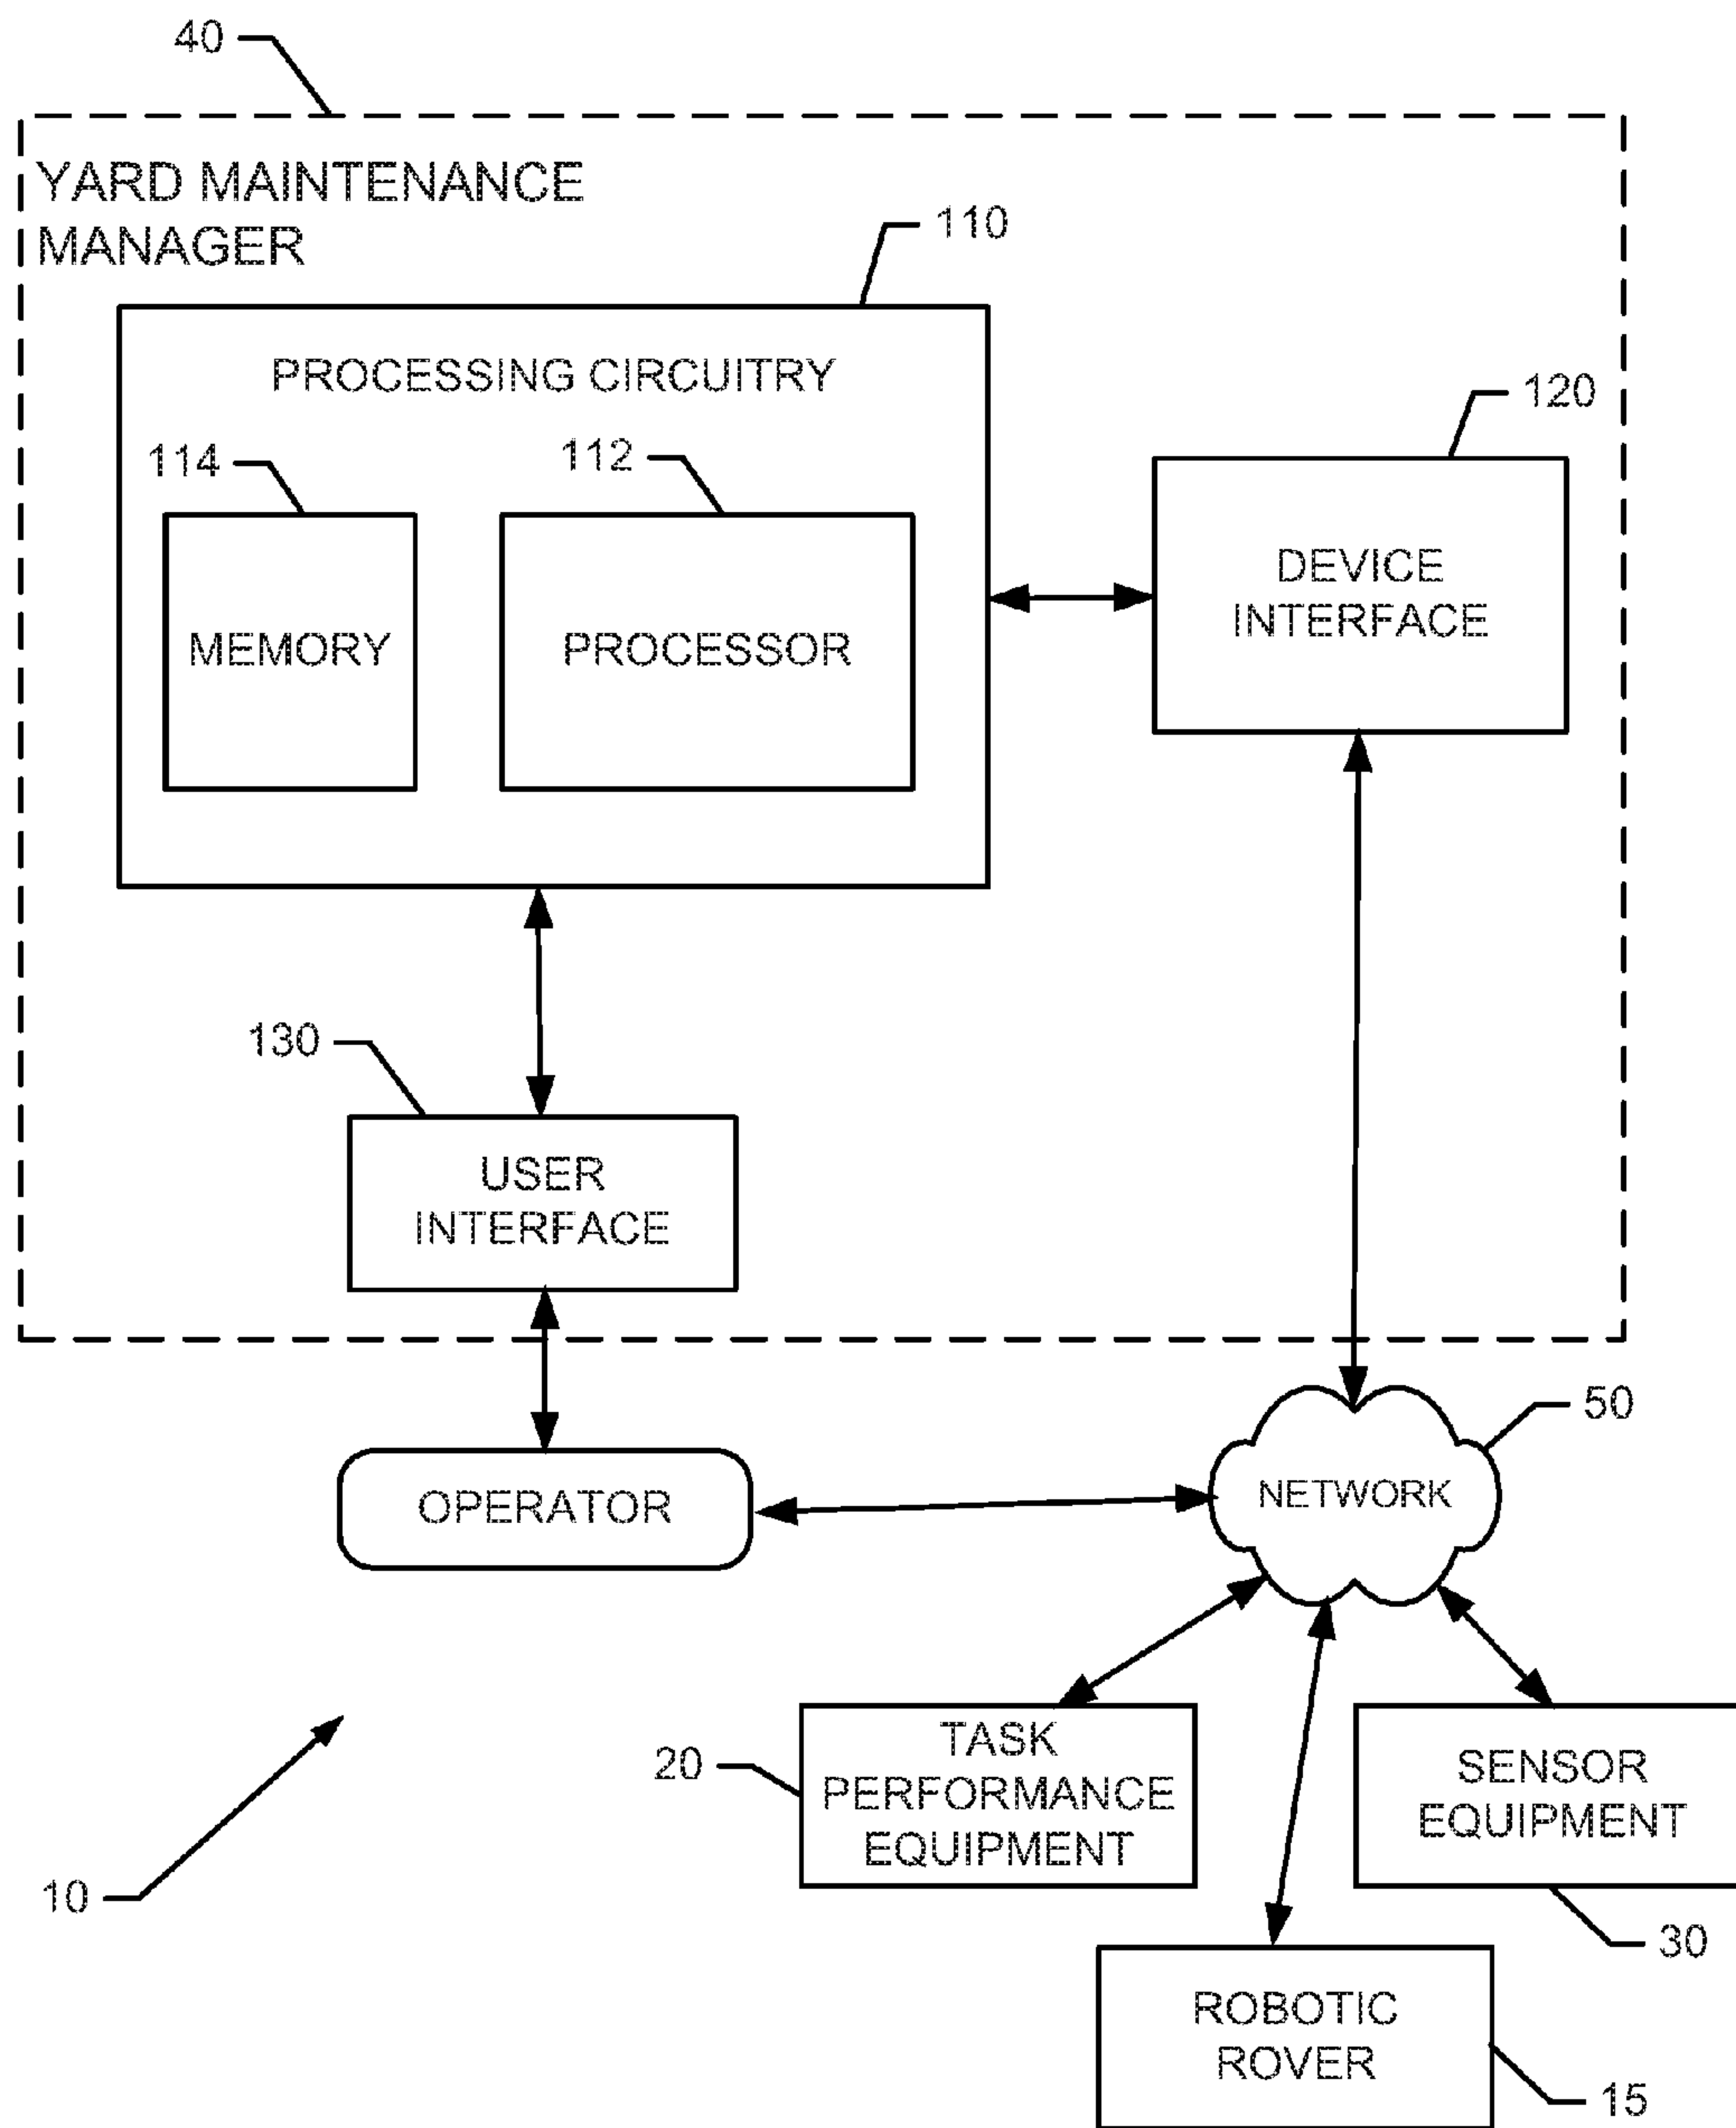 40
YARD MAINTENANCE
MANAGER
110
PROCESSING CIRCUITRY
120
114
112
DEVICE
INTERFACE
MEMORY
PROCESSOR
130
USER
INTERFACE
50
NETWORK
OPERATOR
20
TASK
PERFORMANCE
EQUIPMENT
SENSOR
EQUIPMENT
10
30
ROBOTIC
ROVER
15